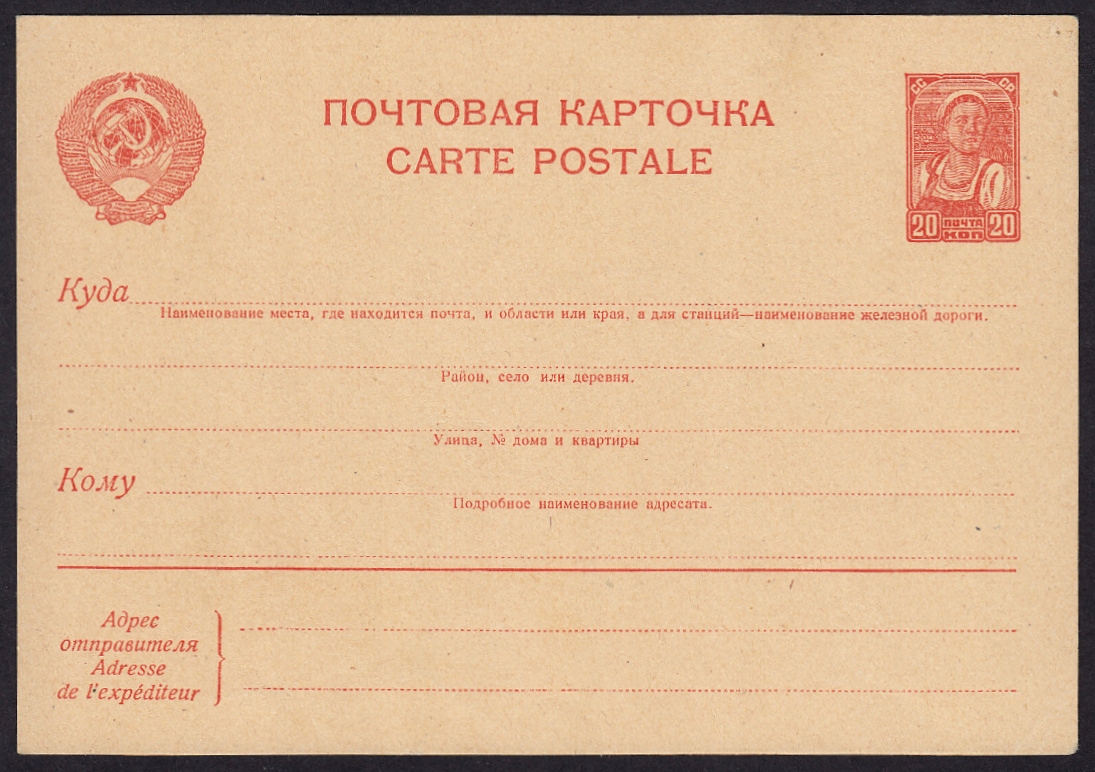 ПОЧТОВАЯ КАРТОЧКА
CARTE POSTALE
СС СР
20 ПОЧТА КОП 20
Куда
Наименование места, где находится почта, и области или края, а для станций—наименование железной дороги.
Район, село или деревня.
Улица, № дома и квартиры
Кому
Подробное наименование адресата.
Адрес
отправителя
Adresse
de l'expéditeur